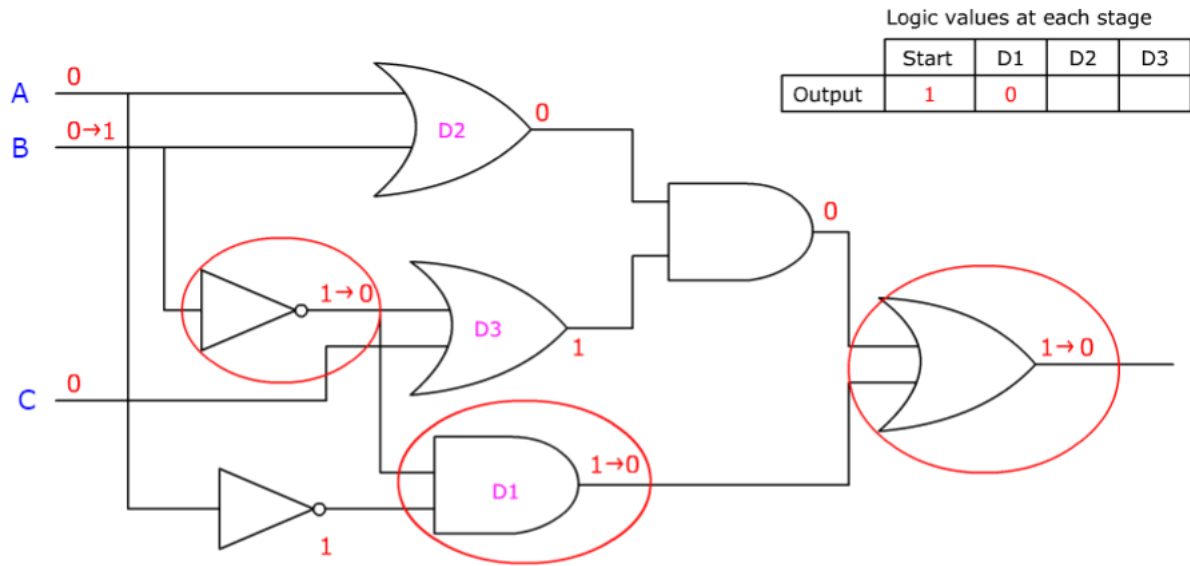 Logic values at each stage
Start D1 D2 D3
Output 1 0
A 0
B 0→1
D2 0
0
1→0
D3 1
1→0
C 0
D1 1→0
1